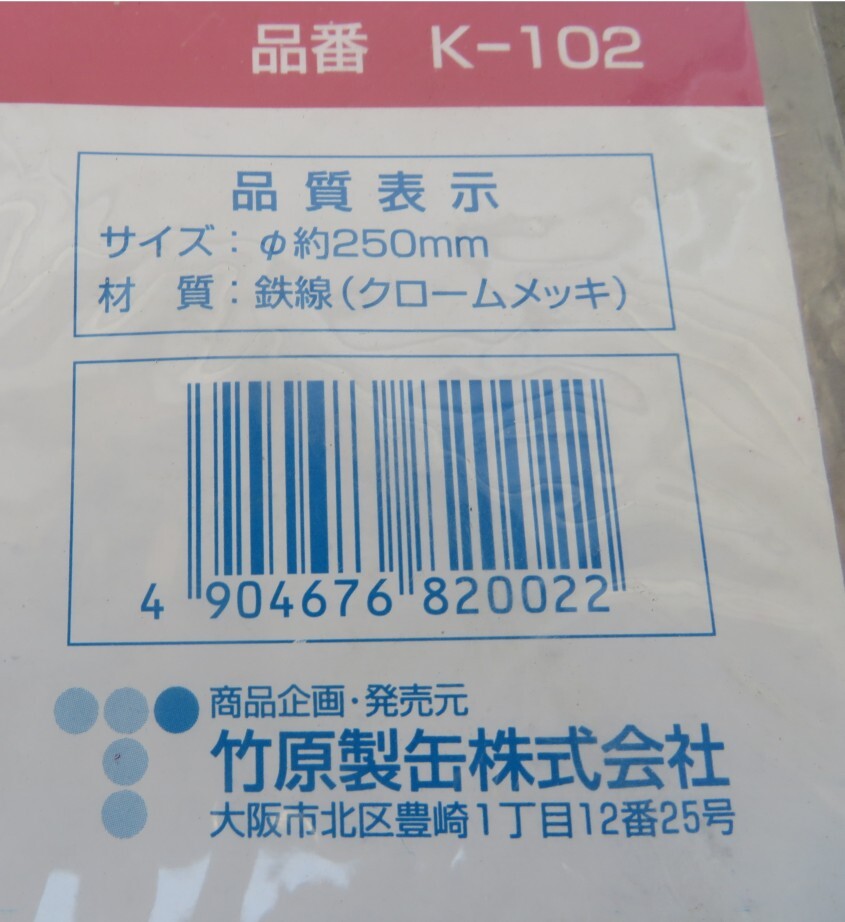 品番 K-102
品質表示
サイズ：φ約250mm
材 質：鉄線（クロームメッキ）
4 904676 820022
商品企画・発売元
竹原製缶株式会社
大阪市北区豊崎1丁目12番25号